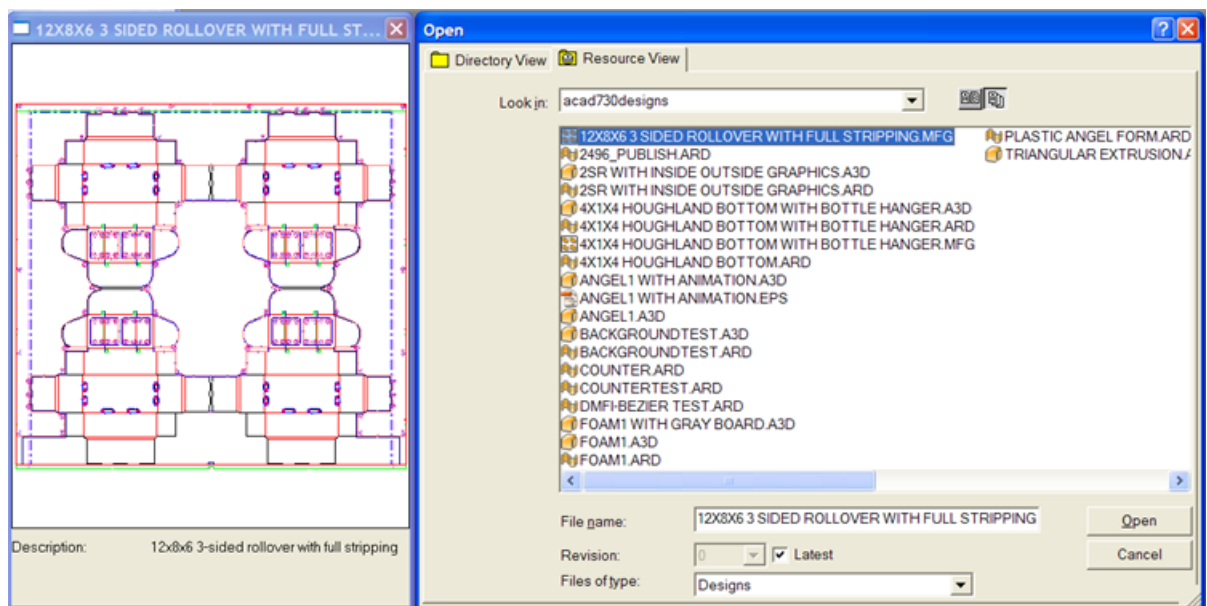 12X8X6 3 SIDED ROLLOVER WITH FULL ST...
Description: 12x8x6 3-sided rollover with full stripping
Open
Directory View Resource View
Look in: acad730designs
12X8X6 3 SIDED ROLLOVER WITH FULL STRIPPING.MFG
2496_PUBLISH.ARD
2SR WITH INSIDE OUTSIDE GRAPHICS.A3D
2SR WITH INSIDE OUTSIDE GRAPHICS.ARD
4X1X4 HOUGHLAND BOTTOM WITH BOTTLE HANGER.A3D
4X1X4 HOUGHLAND BOTTOM WITH BOTTLE HANGER.ARD
4X1X4 HOUGHLAND BOTTOM WITH BOTTLE HANGER.MFG
4X1X4 HOUGHLAND BOTTOM.ARD
ANGEL1 WITH ANIMATION.A3D
ANGEL1 WITH ANIMATION.EPS
ANGEL1.A3D
BACKGROUNDTEST.A3D
BACKGROUNDTEST.ARD
COUNTER.ARD
COUNTERTEST.ARD
DMFI-BEZIER TEST.ARD
FOAM1 WITH GRAY BOARD.A3D
FOAM1.A3D
FOAM1.ARD
PLASTIC ANGEL FORM.ARD
TRIANGULAR EXTRUSION.A
File name: 12X8X6 3 SIDED ROLLOVER WITH FULL STRIPPING Open
Revision: 0 Latest Cancel
Files of type: Designs